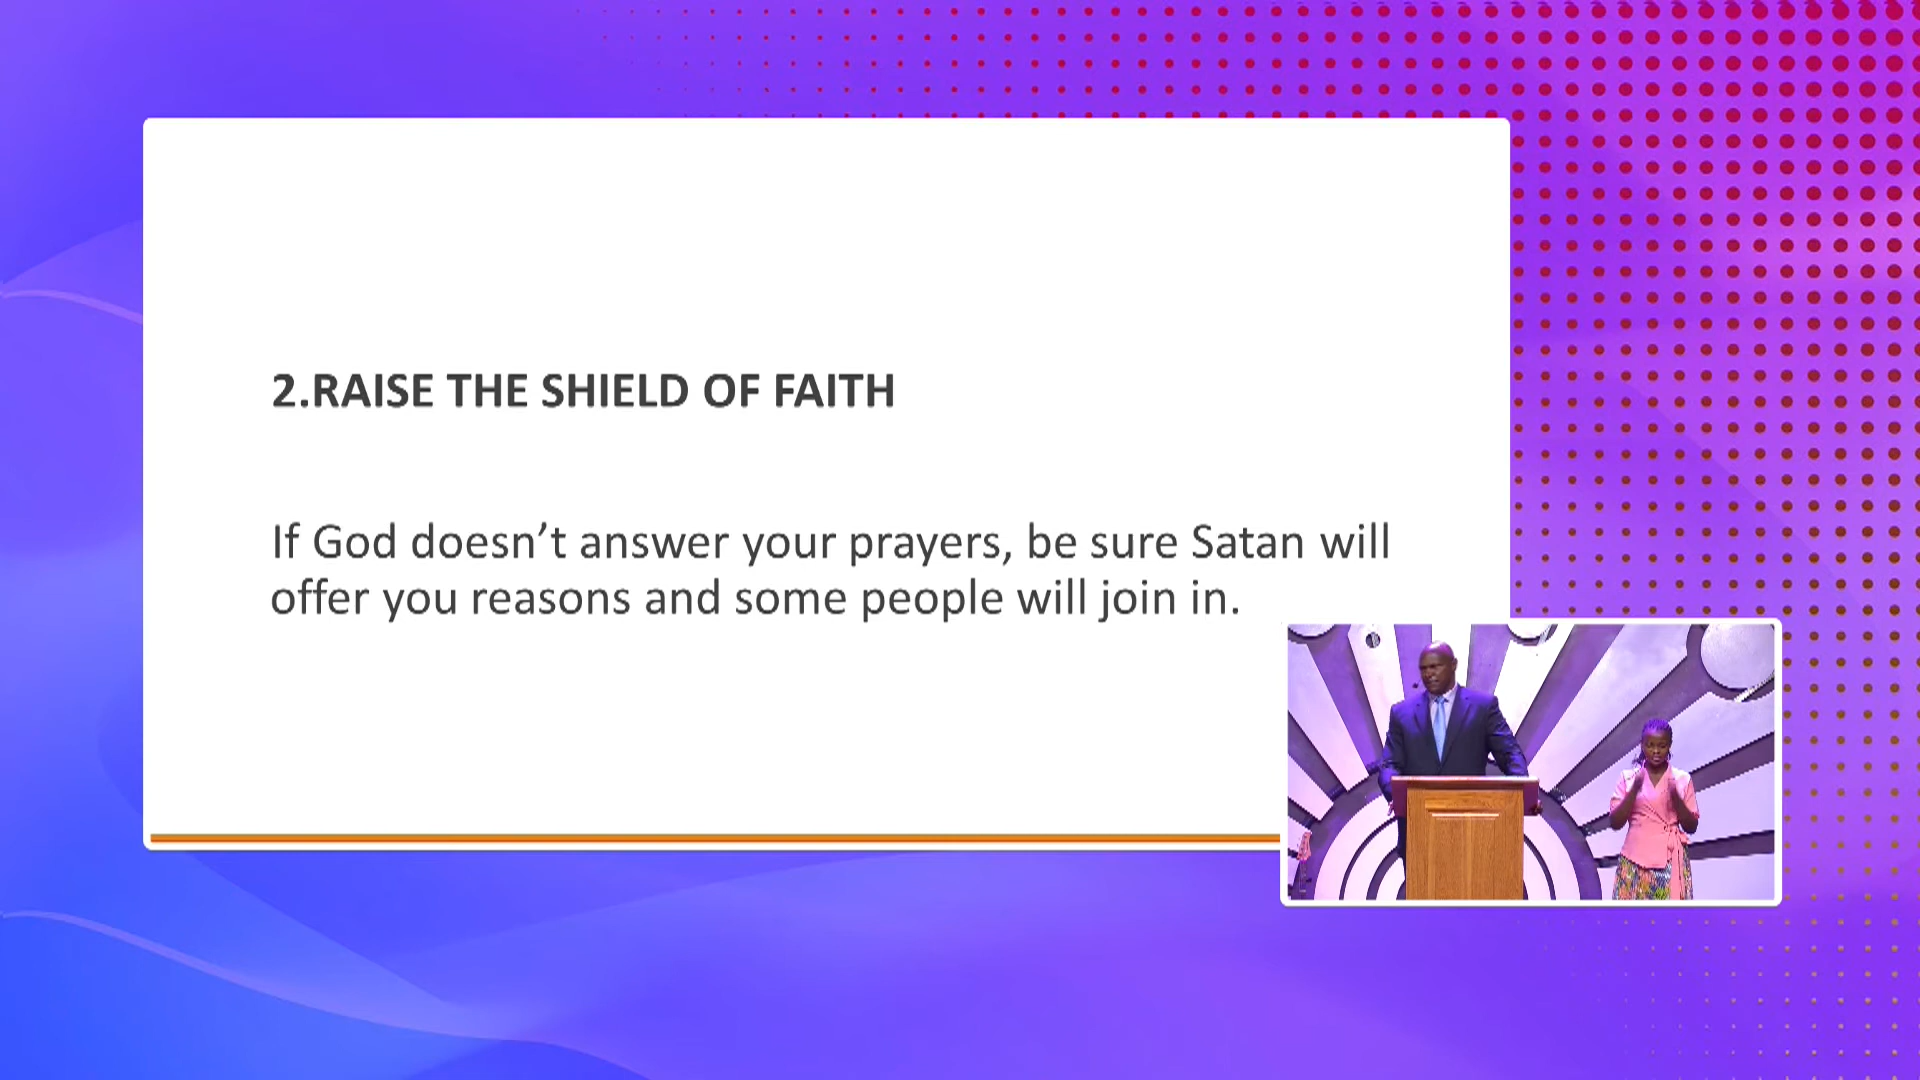 2.RAISE THE SHIELD OF FAITH
If God doesn’t answer your prayers, be sure Satan will
offer you reasons and some people will join in.